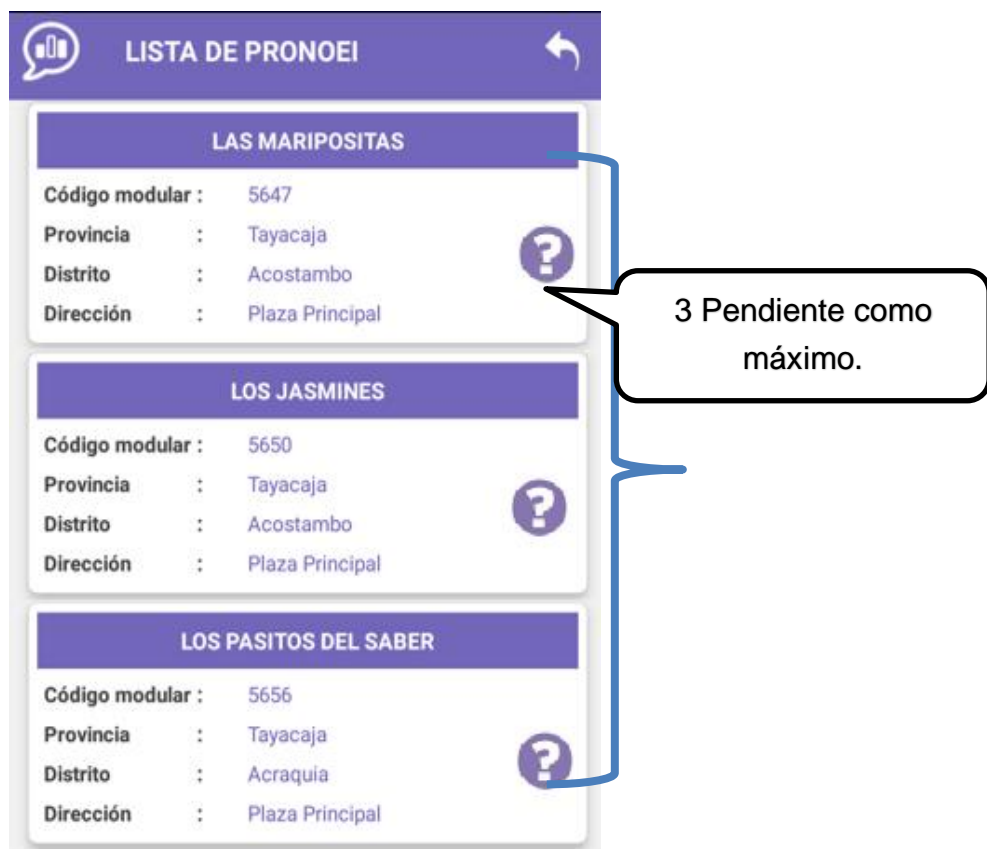 LISTA DE PRONOEI
LAS MARIPOSITAS
Código modular : 5647
Provincia : Tayacaja
Distrito : Acostambo
Dirección : Plaza Principal
3 Pendiente como
máximo.
LOS JASMINES
Código modular : 5650
Provincia : Tayacaja
Distrito : Acostambo
Dirección : Plaza Principal
LOS PASITOS DEL SABER
Código modular : 5656
Provincia : Tayacaja
Distrito : Acraquia
Dirección : Plaza Principal